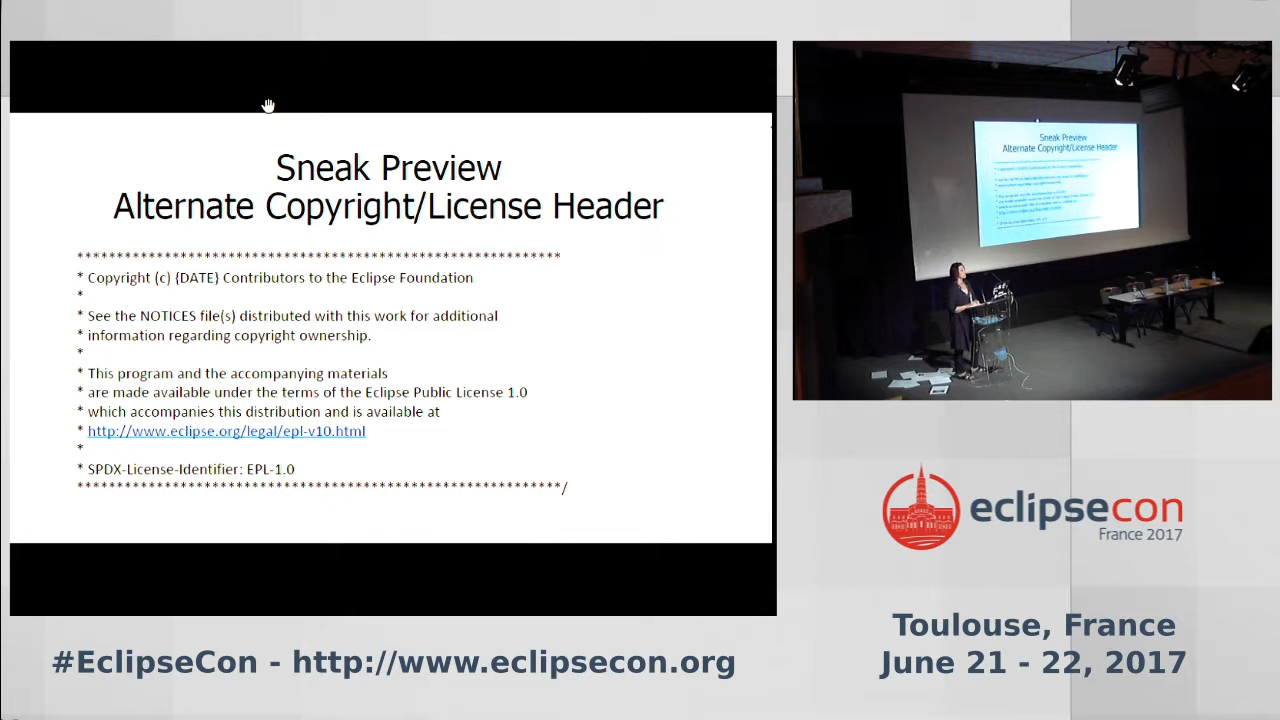 Sneak Preview
Alternate Copyright/License Header
*************************************************************
* Copyright (c) {DATE} Contributors to the Eclipse Foundation
*
* See the NOTICES file(s) distributed with this work for additional
* information regarding copyright ownership.
*
* This program and the accompanying materials
* are made available under the terms of the Eclipse Public License 1.0
* which accompanies this distribution and is available at
* http://www.eclipse.org/legal/epl-v10.html
*
* SPDX-License-Identifier: EPL-1.0
*************************************************************/
Sneak Preview
Alternate Copyright/License Header
eclipsecon
France 2017
Toulouse, France
June 21 - 22, 2017
#EclipseCon - http://www.eclipsecon.org